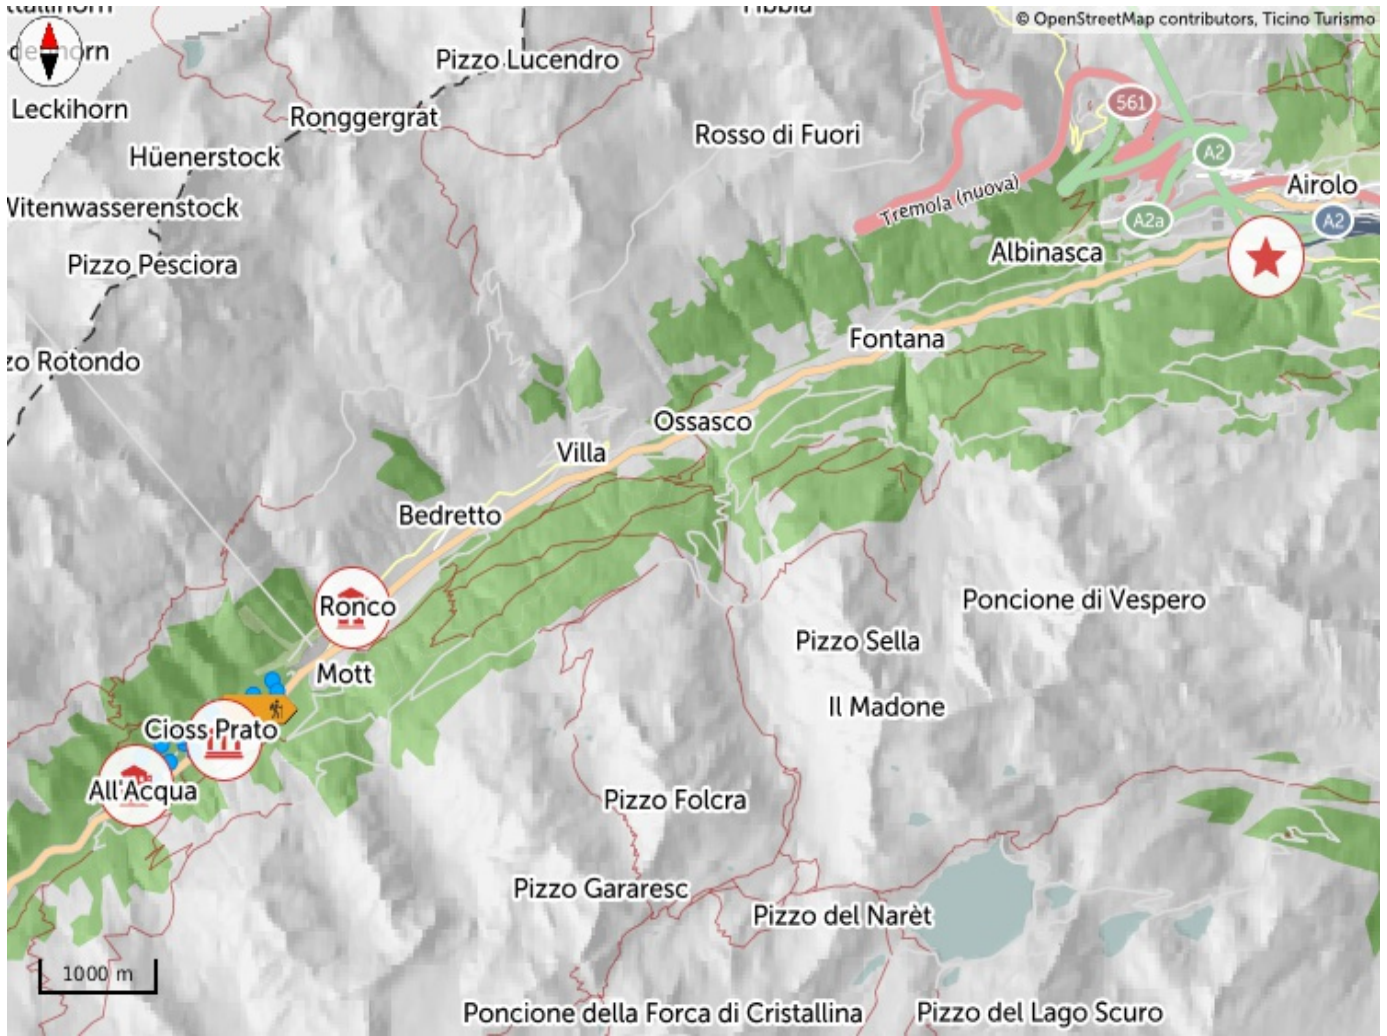 © OpenStreetMap contributors, Ticino Turismo
Pizzo Lucendro
Leckihorn
561
Ronggergrat
Rosso di Fuori
A2
Hüenerstock
Airolo
Tremola (nuova)
Witenwasserenstock
A2a
A2
Albinasca
Pizzo Pesciora
Fontana
zo Rotondo
Ossasco
Villa
Bedretto
Ronco
Poncione di Vespero
Pizzo Sella
Mott
Il Madone
Cioss Prato
All'Acqua
Pizzo Folcra
Pizzo Gararesc
Pizzo del Narèt
1000 m
Poncione della Forca di Cristallina
Pizzo del Lago Scuro